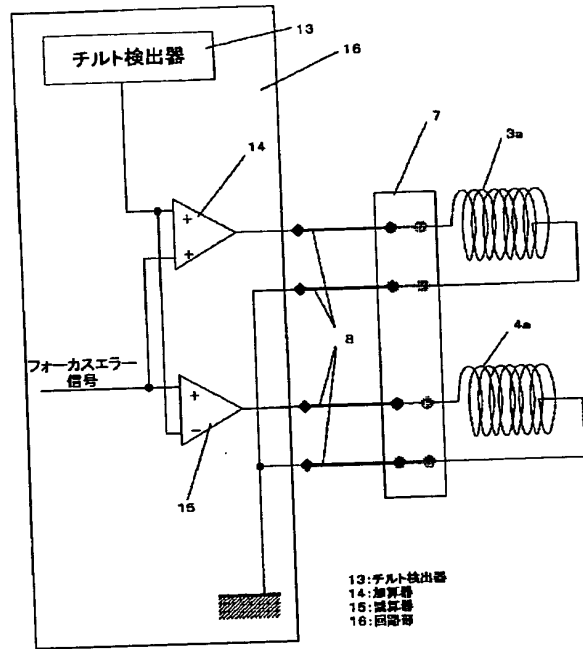 13
16
チルト検出器
7
3a
14
+
+
8
フォーカスエラー
信号
4a
+
−
15
13:チルト検出器
14:加算器
15:減算器
16:回路部